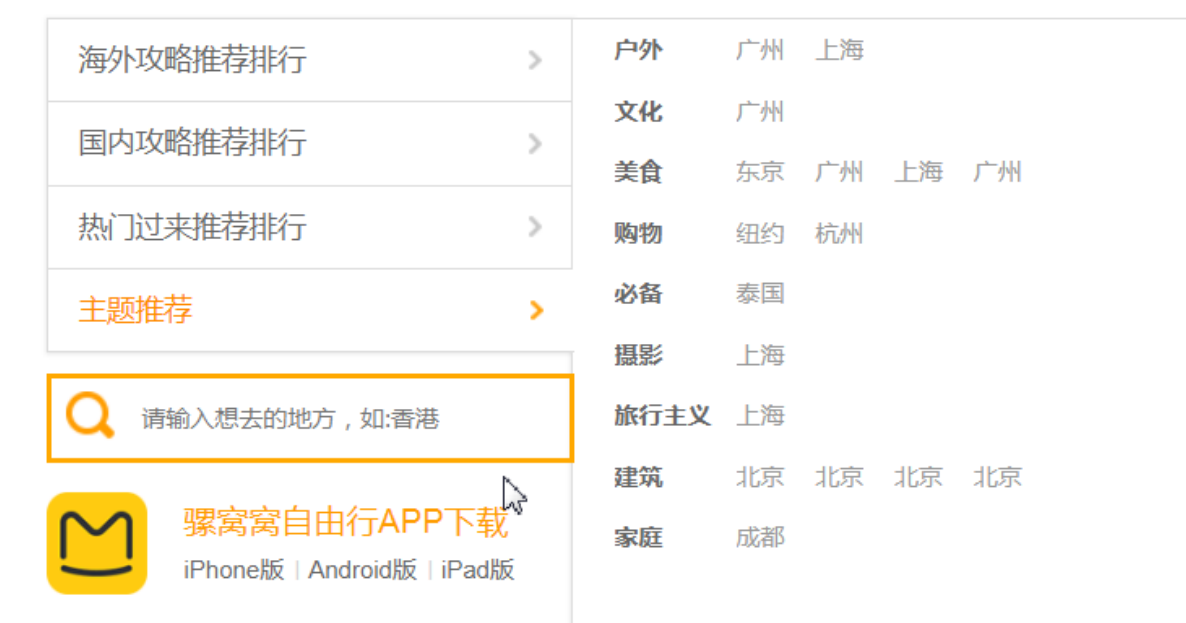 海外攻略推荐排行
国内攻略推荐排行
热门过来推荐排行
主题推荐
请输入想去的地方，如:香港
骡窝窝自由行APP下载
iPhone版 | Android版 | iPad版
户外 广州 上海
文化 广州
美食 东京 广州 上海 广州
购物 纽约 杭州
必备 泰国
摄影 上海
旅行主义 上海
建筑 北京 北京 北京 北京
家庭 成都